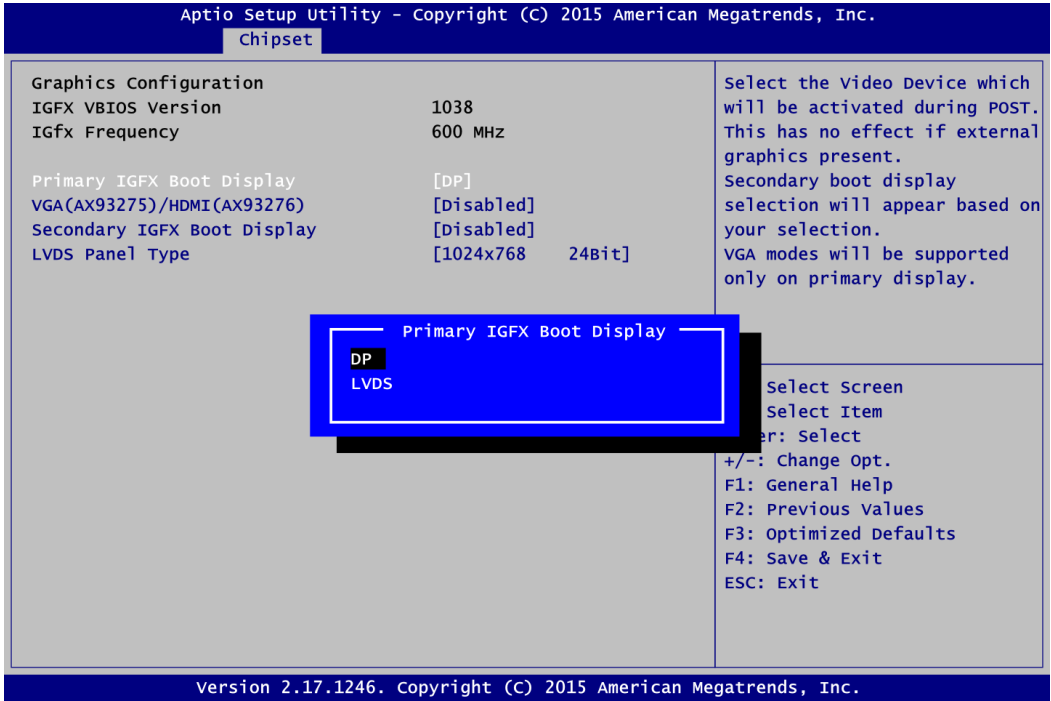 Aptio Setup Utility - Copyright (C) 2015 American Megatrends, Inc.
Chipset
Graphics Configuration
IGFX VBIOS Version 1038
IGfx Frequency 600 MHz
Primary IGFX Boot Display [DP]
VGA(AX93275)/HDMI(AX93276) [Disabled]
Secondary IGFX Boot Display [Disabled]
LVDS Panel Type [1024x768 24Bit]
Select the Video Device which
will be activated during POST.
This has no effect if external
graphics present.
Secondary boot display
selection will appear based on
your selection.
VGA modes will be supported
only on primary display.
Primary IGFX Boot Display
DP
LVDS
Select Screen
Select Item
er: Select
+/-: Change Opt.
F1: General Help
F2: Previous Values
F3: Optimized Defaults
F4: Save & Exit
ESC: Exit
Version 2.17.1246. Copyright (C) 2015 American Megatrends, Inc.